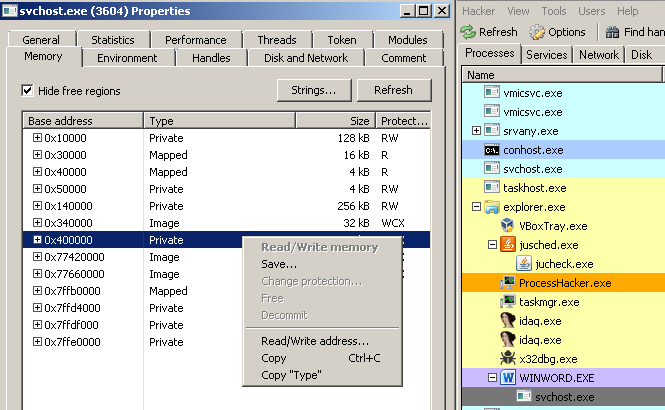 svchost.exe (3604) Properties
General Statistics Performance Threads Token Modules
Memory Environment Handles Disk and Network Comment
Hide free regions Strings... Refresh
Base address Type Size Protect...
0x10000 Private 128 kB RW
0x30000 Mapped 16 kB R
0x40000 Mapped 4 kB R
0x50000 Private 4 kB RW
0x140000 Private 256 kB RW
0x340000 Image 32 kB WCX
0x400000 Private
0x77420000 Image
0x77660000 Image
0x7ffb0000 Mapped
0x7ffd4000 Private
0x7ffdf000 Private
0x7ffe0000 Private
Read/Write memory
Save...
Change protection...
Free
Decommit
Read/Write address...
Copy Ctrl+C
Copy "Type"
Hacker View Tools Users Help
Refresh Options Find han
Processes Services Network Disk
Name
vmicsvc.exe
vmicsvc.exe
srvany.exe
conhost.exe
svchost.exe
taskhost.exe
explorer.exe
VBoxTray.exe
jusched.exe
jucheck.exe
ProcessHacker.exe
taskmgr.exe
idaq.exe
idaq.exe
x32dbg.exe
WINWORD.EXE
svchost.exe